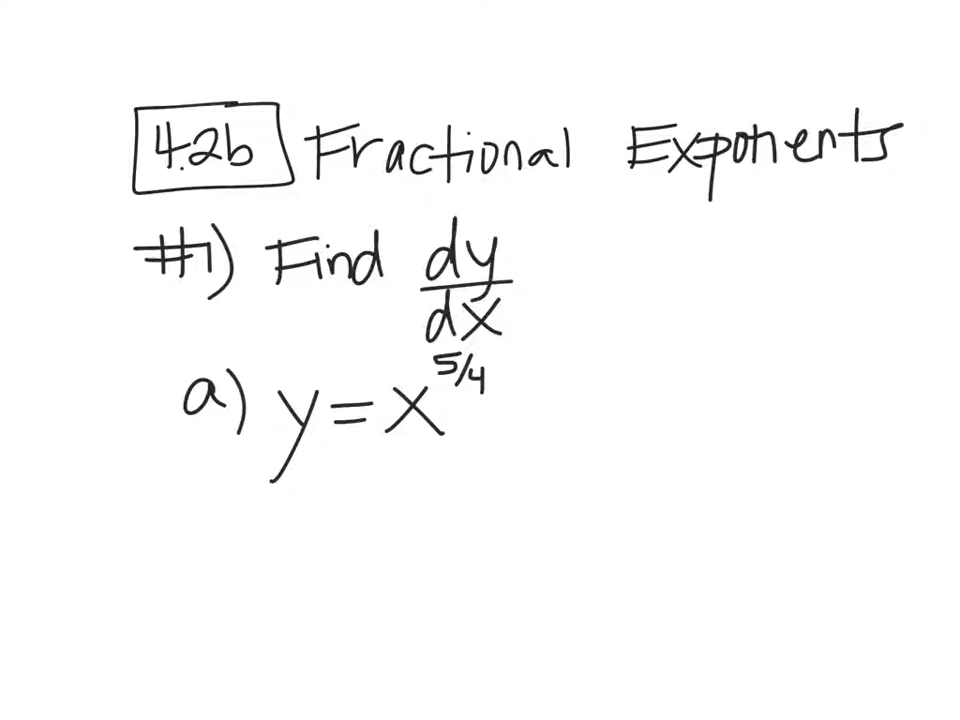 4.2b Fractional Exponents
#1) Find dy/dx
a) y = x^5/4